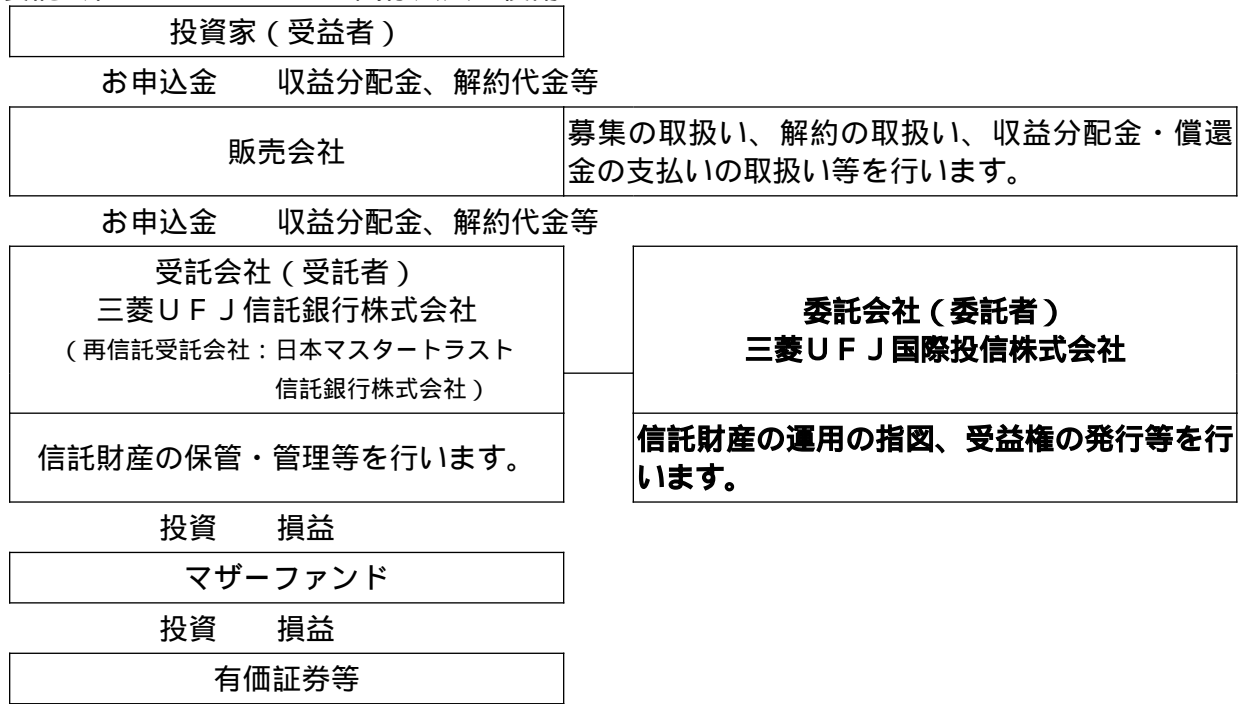 投資家（受益者）
お申込金　　収益分配金、解約代金等
販売会社
募集の取扱い、解約の取扱い、収益分配金・償還
金の支払いの取扱い等を行います。
お申込金　　収益分配金、解約代金等
受託会社（受託者）
三菱ＵＦＪ信託銀行株式会社
（再信託受託会社：日本マスタートラスト
信託銀行株式会社）
委託会社（委託者）
三菱ＵＦＪ国際投信株式会社
信託財産の保管・管理等を行います。
信託財産の運用の指図、受益権の発行等を行
います。
投資　　損益
マザーファンド
投資　　損益
有価証券等